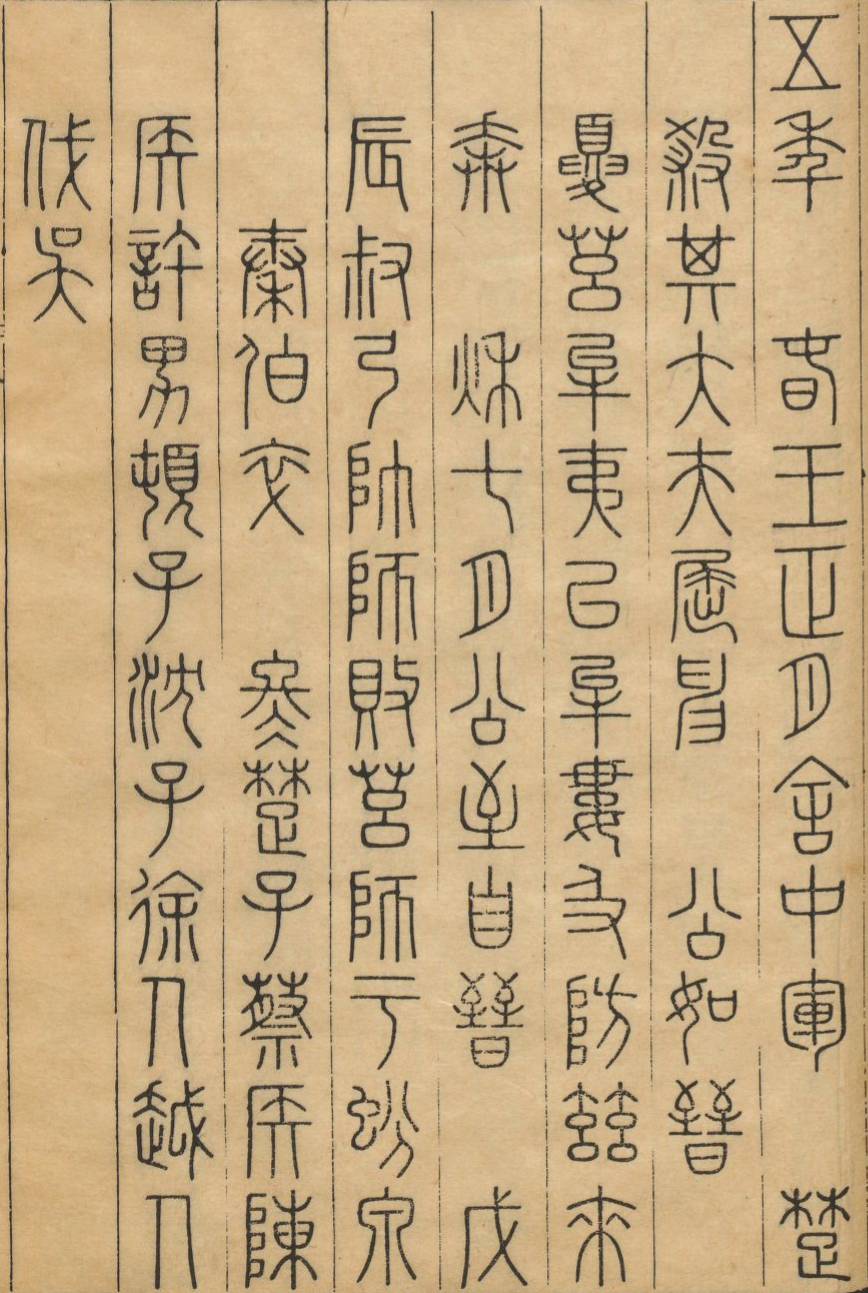 五年 春王正月舍中軍 楚
殺其大夫屈申 公如晉
夏莒牟夷以牟婁及防茲來
奔 秋七月公至自晉 戊
辰叔弓帥師敗莒師于蚡泉
秦伯卒 冬楚子蔡侯陳
侯許男頓子沈子徐人越人
伐吳